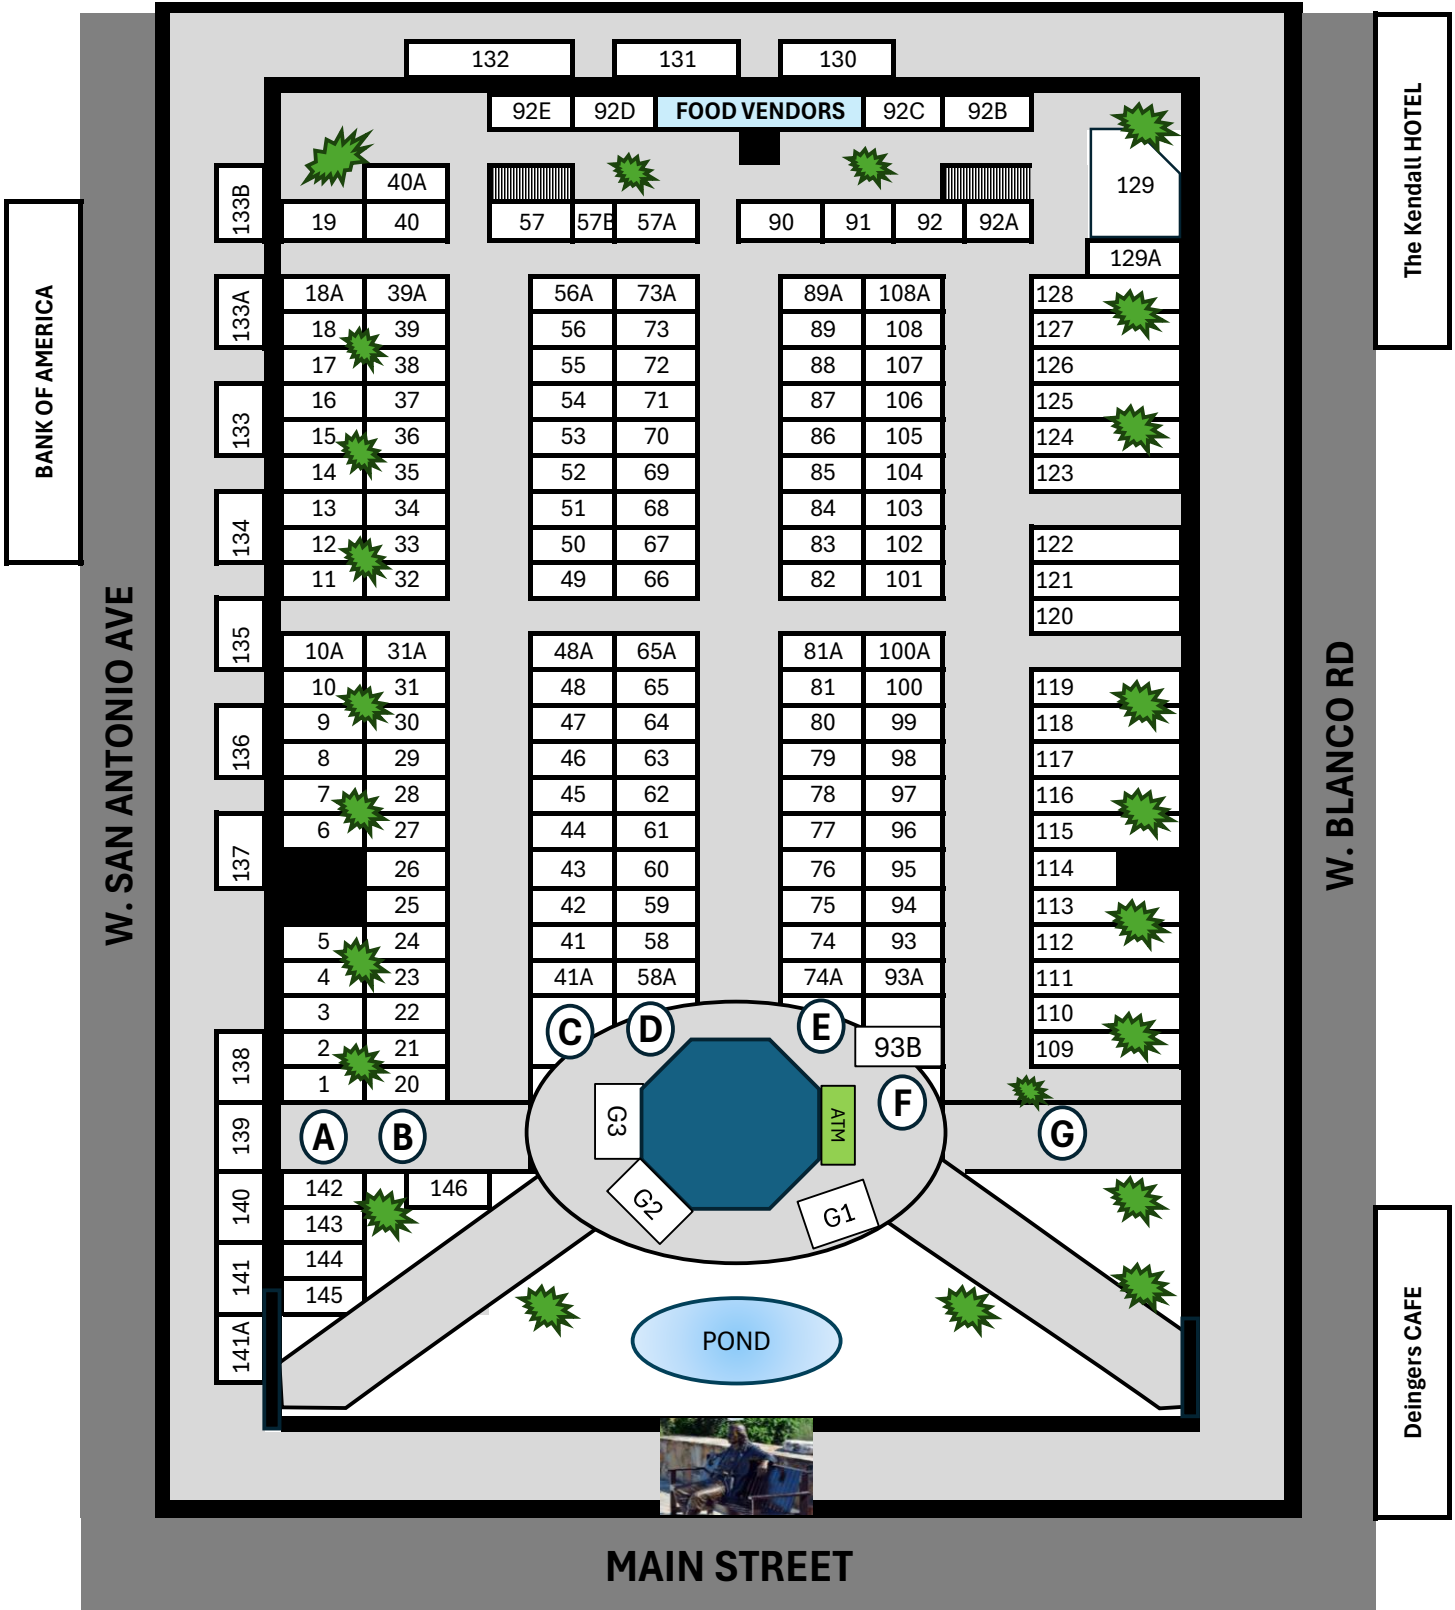 132 131 130
92E 92D FOOD VENDORS 92C 92B
The Kendall HOTEL
133B 40A 129
19 40 57 57B 57A 90 91 92 92A
129A
BANK OF AMERICA
133A 18A 39A 56A 73A 89A 108A 128
18 39 56 73 89 108 127
17 38 55 72 88 107 126
133 16 37 54 71 87 106 125
15 36 53 70 86 105 124
14 35 52 69 85 104 123
134 13 34 51 68 84 103
12 33 50 67 83 102 122
11 32 49 66 82 101 121
135 120
10A 31A 48A 65A 81A 100A
10 31 48 65 81 100 119
136 9 30 47 64 80 99 118
8 29 46 63 79 98 117
W. SAN ANTONIO AVE
W. BLANCO RD
7 28 45 62 78 97 116
137 6 27 44 61 77 96 115
26 43 60 76 95 114
25 42 59 75 94 113
5 24 41 58 74 93 112
4 23 41A 58A 74A 93A 111
3 22 C D E 110
138 2 21 93B 109
1 20
139 A B G3 ATM F G
140 142 146 G2 G1
143
141 144
145
141A POND
Deingers CAFE
MAIN STREET